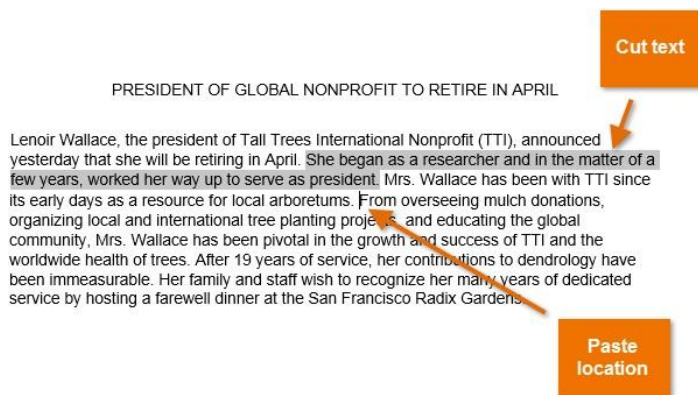 Cut text
PRESIDENT OF GLOBAL NONPROFIT TO RETIRE IN APRIL
Lenoir Wallace, the president of Tall Trees International Nonprofit (TTI), announced
yesterday that she will be retiring in April. She began as a researcher and in the matter of a
few years, worked her way up to serve as president. Mrs. Wallace has been with TTI since
its early days as a resource for local arboretums. From overseeing mulch donations,
organizing local and international tree planting projects, and educating the global
community, Mrs. Wallace has been pivotal in the growth and success of TTI and the
worldwide health of trees. After 19 years of service, her contributions to dendrology have
been immeasurable. Her family and staff wish to recognize her many years of dedicated
service by hosting a farewell dinner at the San Francisco Radix Gardens.
Paste
location